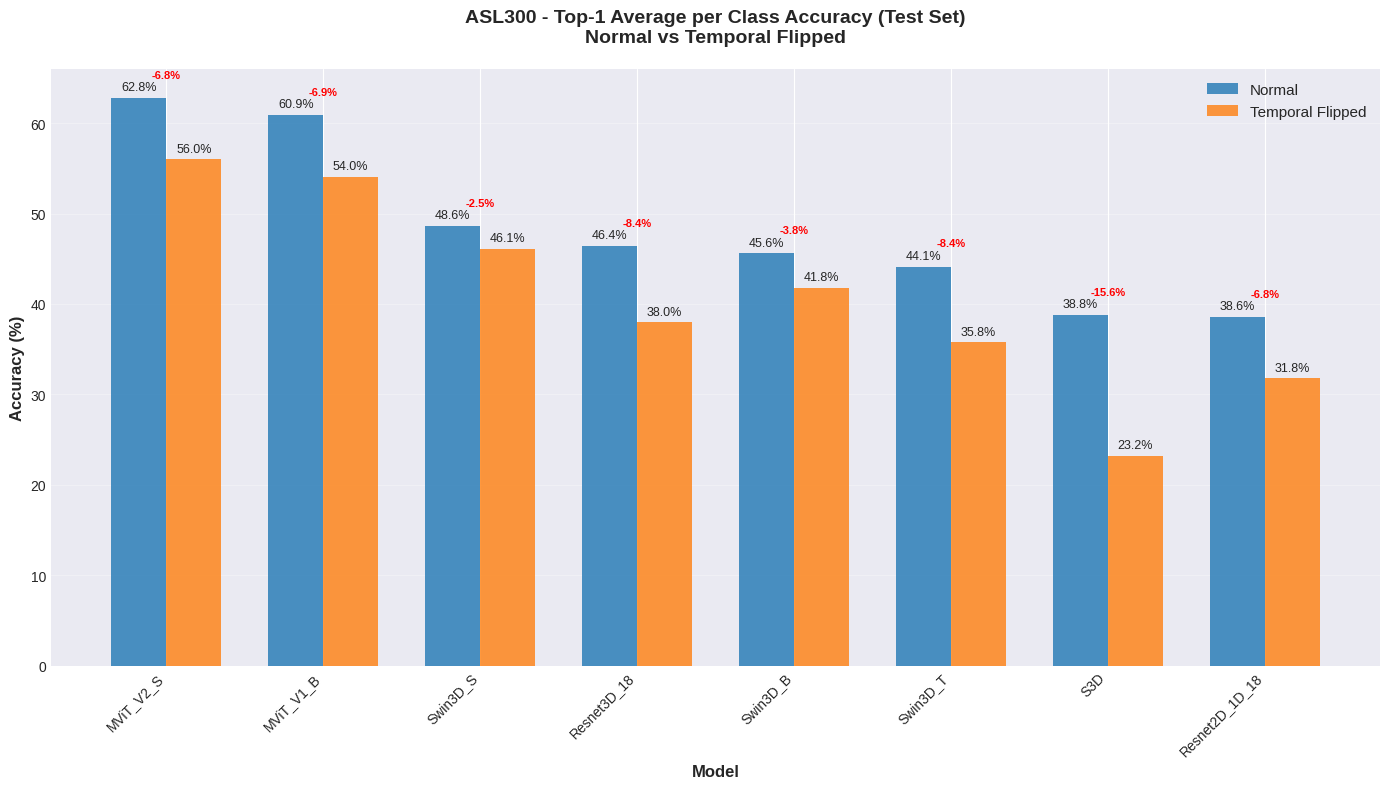 ASL300 - Top-1 Average per Class Accuracy (Test Set)
Normal vs Temporal Flipped
Normal
Temporal Flipped
Accuracy (%)
60
50
40
30
20
10
0
62.8%
-6.8%
56.0%
60.9%
-6.9%
54.0%
48.6%
-2.5%
46.1%
46.4%
-8.4%
38.0%
45.6%
-3.8%
41.8%
44.1%
-8.4%
35.8%
38.8%
-15.6%
23.2%
38.6%
-6.8%
31.8%
MViT_V2_S
MViT_V1_B
Swin3D_S
Resnet3D_18
Swin3D_B
Swin3D_T
S3D
Resnet2D_1D_18
Model